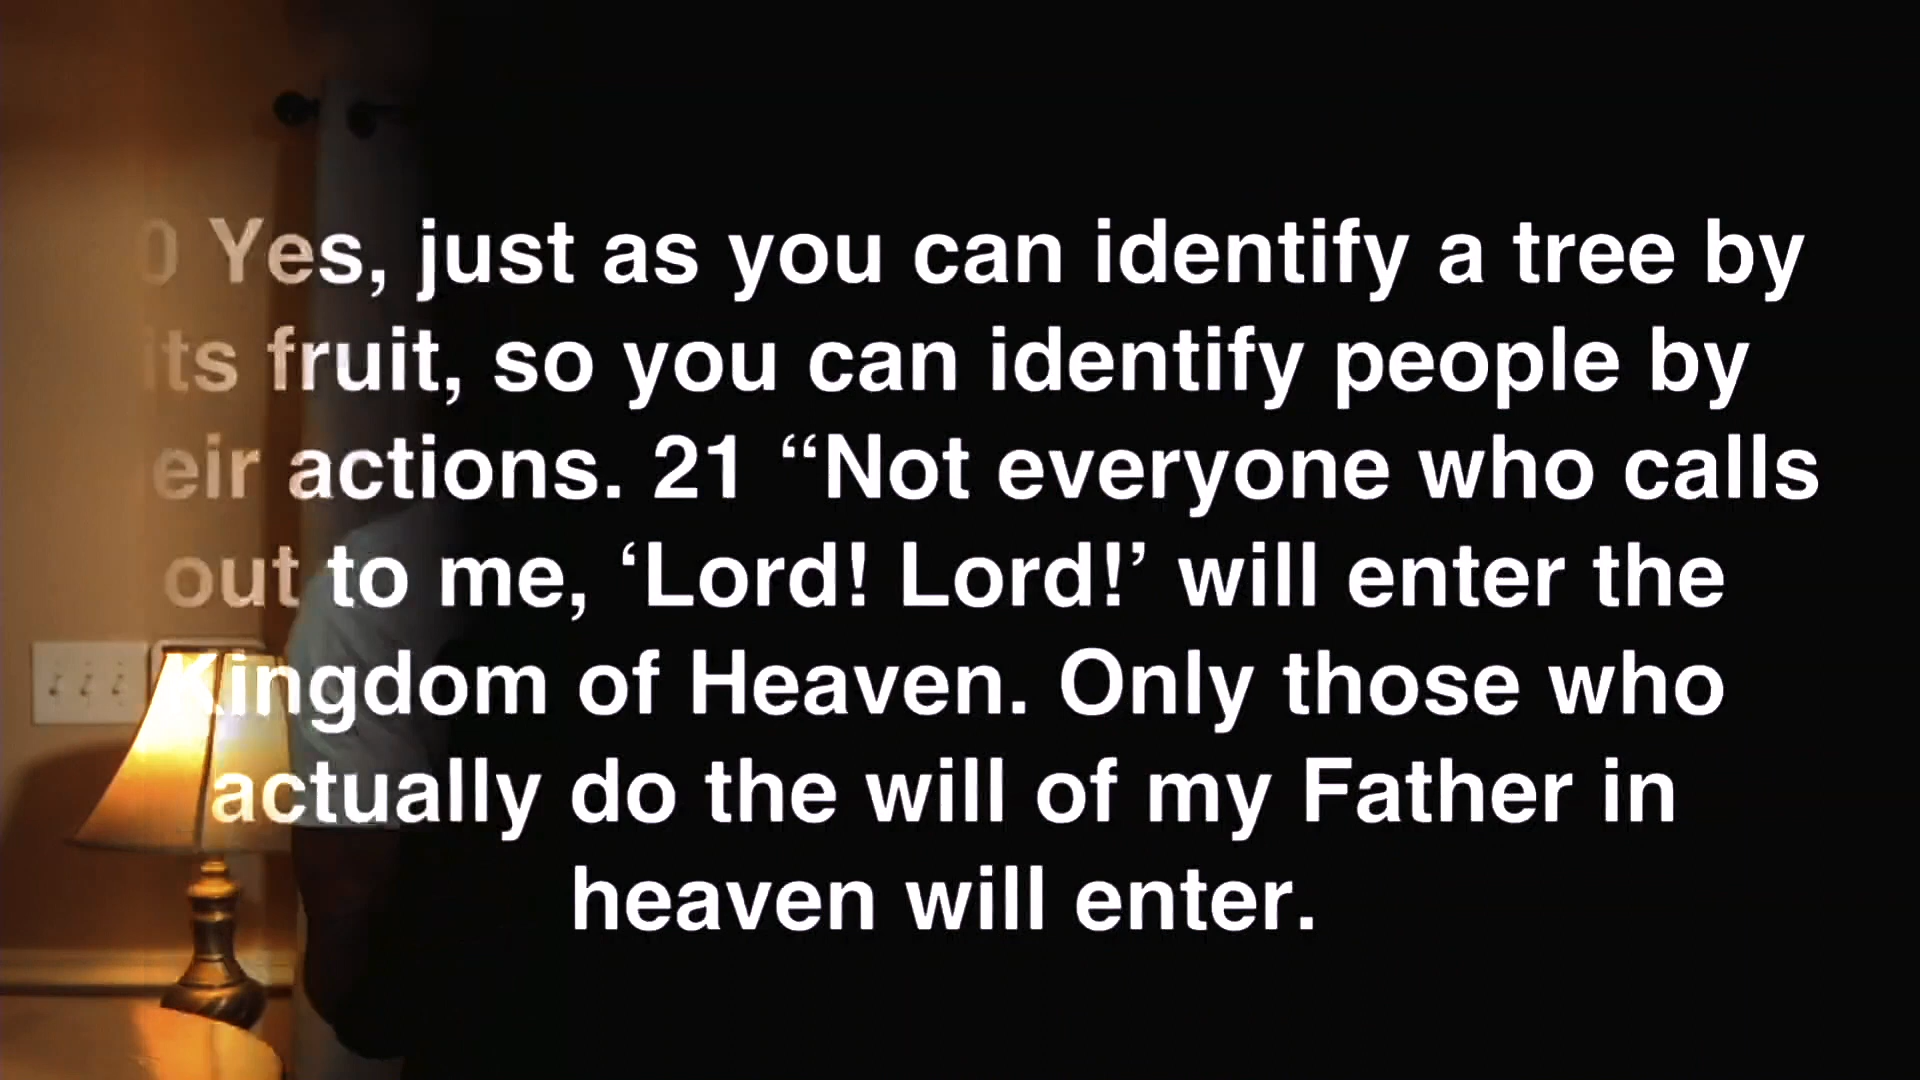 0 Yes, just as you can identify a tree by
its fruit, so you can identify people by
eir actions. 21 “Not everyone who calls
out to me, ‘Lord! Lord!’ will enter the
Kingdom of Heaven. Only those who
actually do the will of my Father in
heaven will enter.